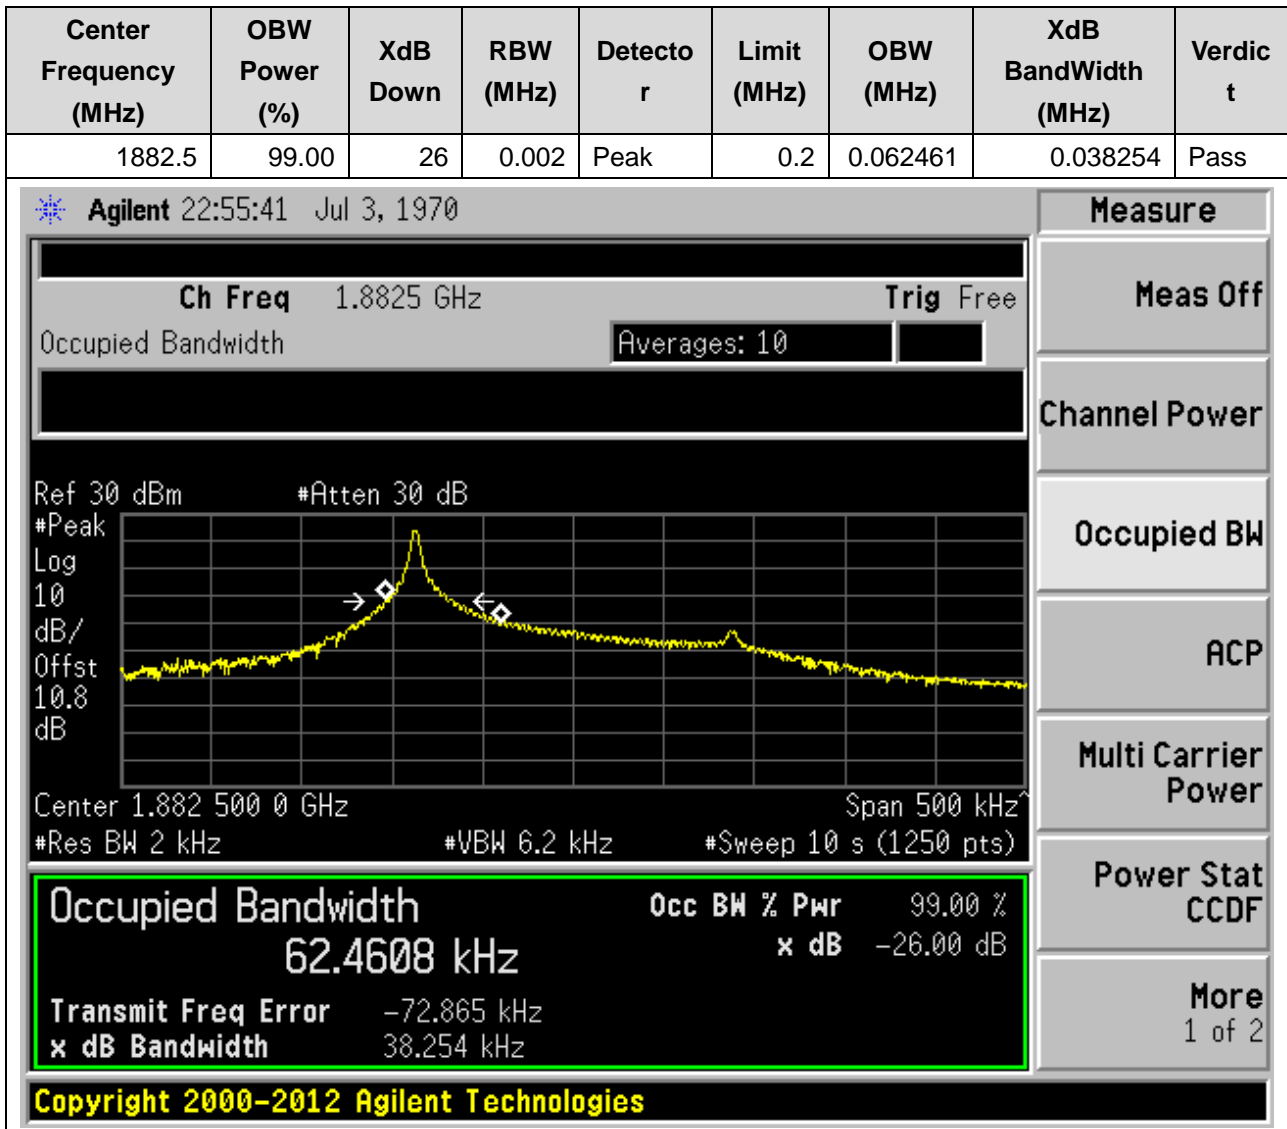 Center Frequency (MHz) OBW Power (%) XdB Down RBW (MHz) Detector Limit (MHz) OBW (MHz) XdB BandWidth (MHz) Verdict
1882.5 99.00 26 0.002 Peak 0.2 0.062461 0.038254 Pass
Agilent 22:55:41 Jul 3, 1970
Measure
Ch Freq 1.8825 GHz Trig Free
Meas Off
Occupied Bandwidth Averages: 10
Channel Power
Ref 30 dBm #Atten 30 dB
#Peak
Log
10
dB/
Offst
10.8
dB
Occupied BW
ACP
Multi Carrier
Power
Center 1.882 500 0 GHz Span 500 kHz^
#Res BW 2 kHz #VBW 6.2 kHz #Sweep 10 s (1250 pts)
Power Stat
CCDF
Occupied Bandwidth Occ BW % Pwr 99.00 %
62.4608 kHz x dB -26.00 dB
More
1 of 2
Transmit Freq Error -72.865 kHz
x dB Bandwidth 38.254 kHz
Copyright 2000-2012 Agilent Technologies